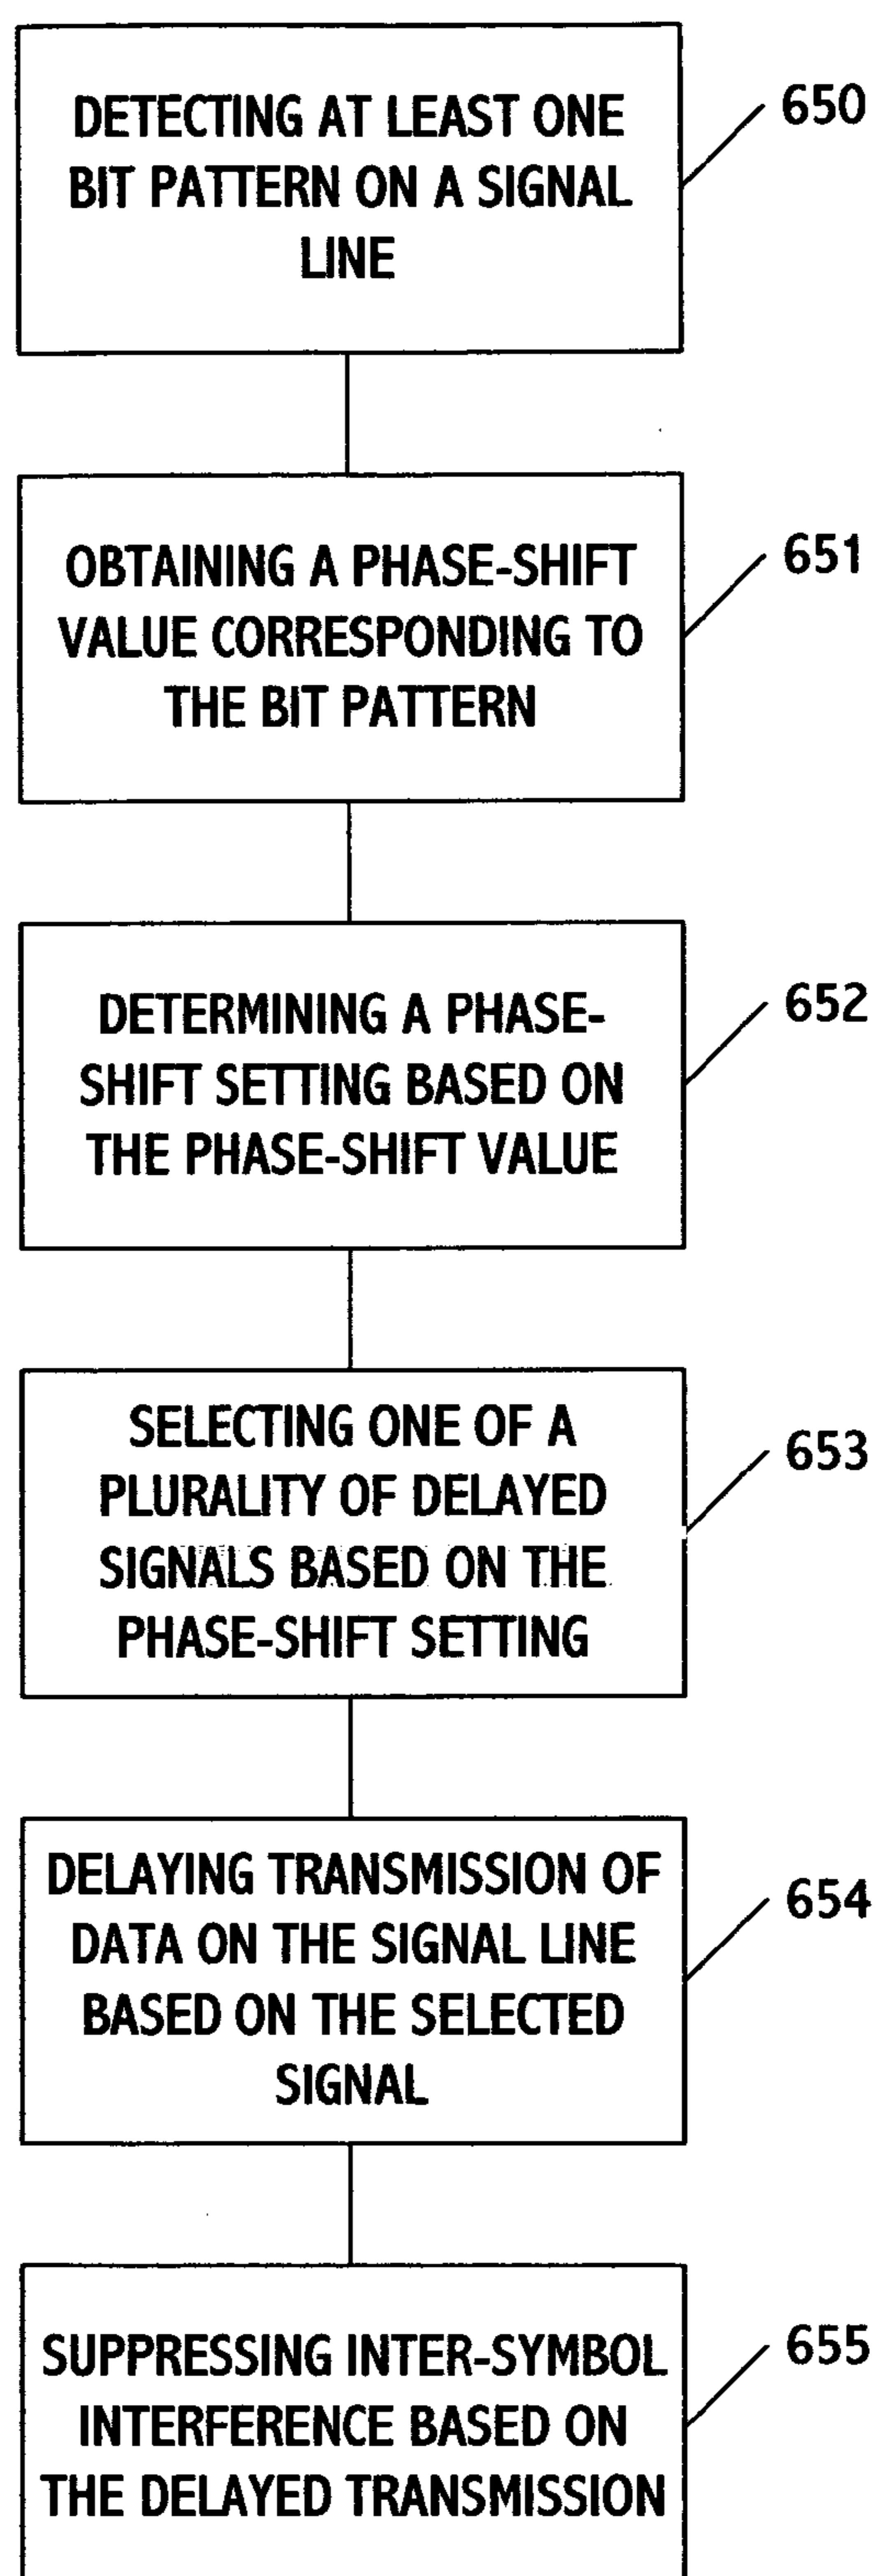 DETECTING AT LEAST ONE
BIT PATTERN ON A SIGNAL
LINE
650
OBTAINING A PHASE-SHIFT
VALUE CORRESPONDING TO
THE BIT PATTERN
651
DETERMINING A PHASE-
SHIFT SETTING BASED ON
THE PHASE-SHIFT VALUE
652
SELECTING ONE OF A
PLURALITY OF DELAYED
SIGNALS BASED ON THE
PHASE-SHIFT SETTING
653
DELAYING TRANSMISSION OF
DATA ON THE SIGNAL LINE
BASED ON THE SELECTED
SIGNAL
654
SUPPRESSING INTER-SYMBOL
INTERFERENCE BASED ON
THE DELAYED TRANSMISSION
655